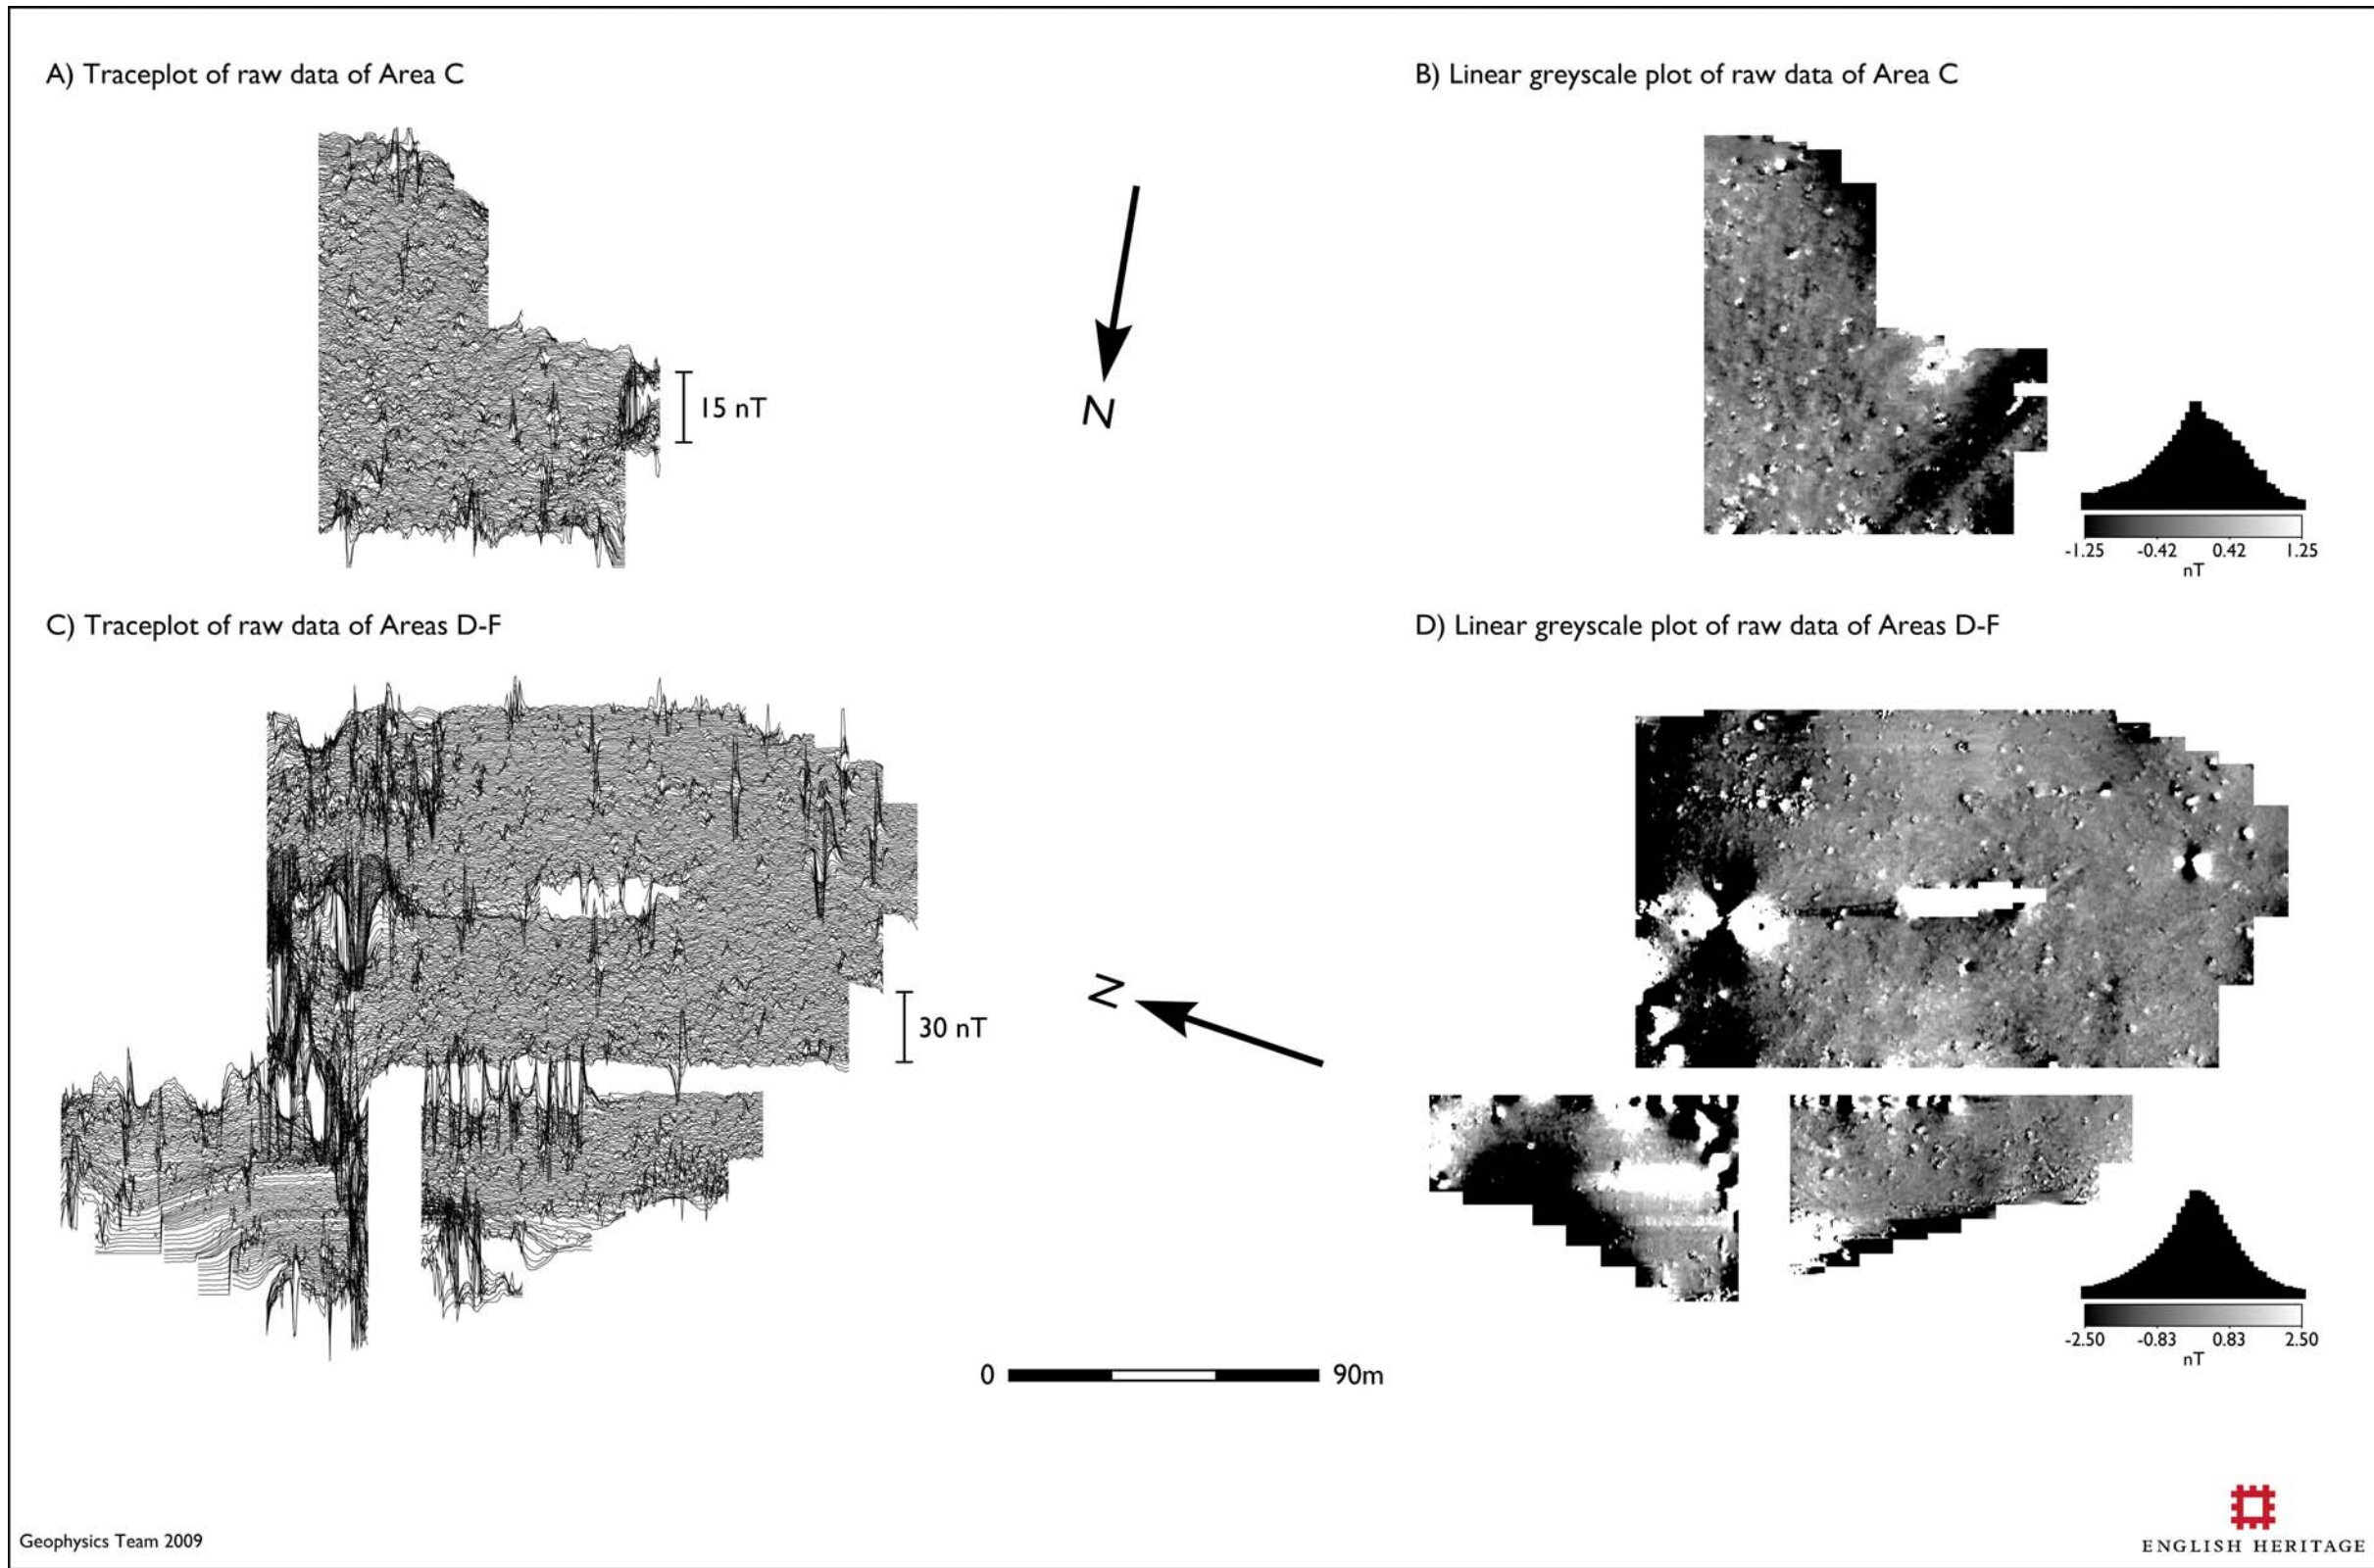 A) Traceplot of raw data of Area C
B) Linear greyscale plot of raw data of Area C
15 nT
N
-1.25 -0.42 0.42 1.25
nT
C) Traceplot of raw data of Areas D-F
D) Linear greyscale plot of raw data of Areas D-F
N
30 nT
-2.50 -0.83 0.83 2.50
nT
0 90m
Geophysics Team 2009
ENGLISH HERITAGE